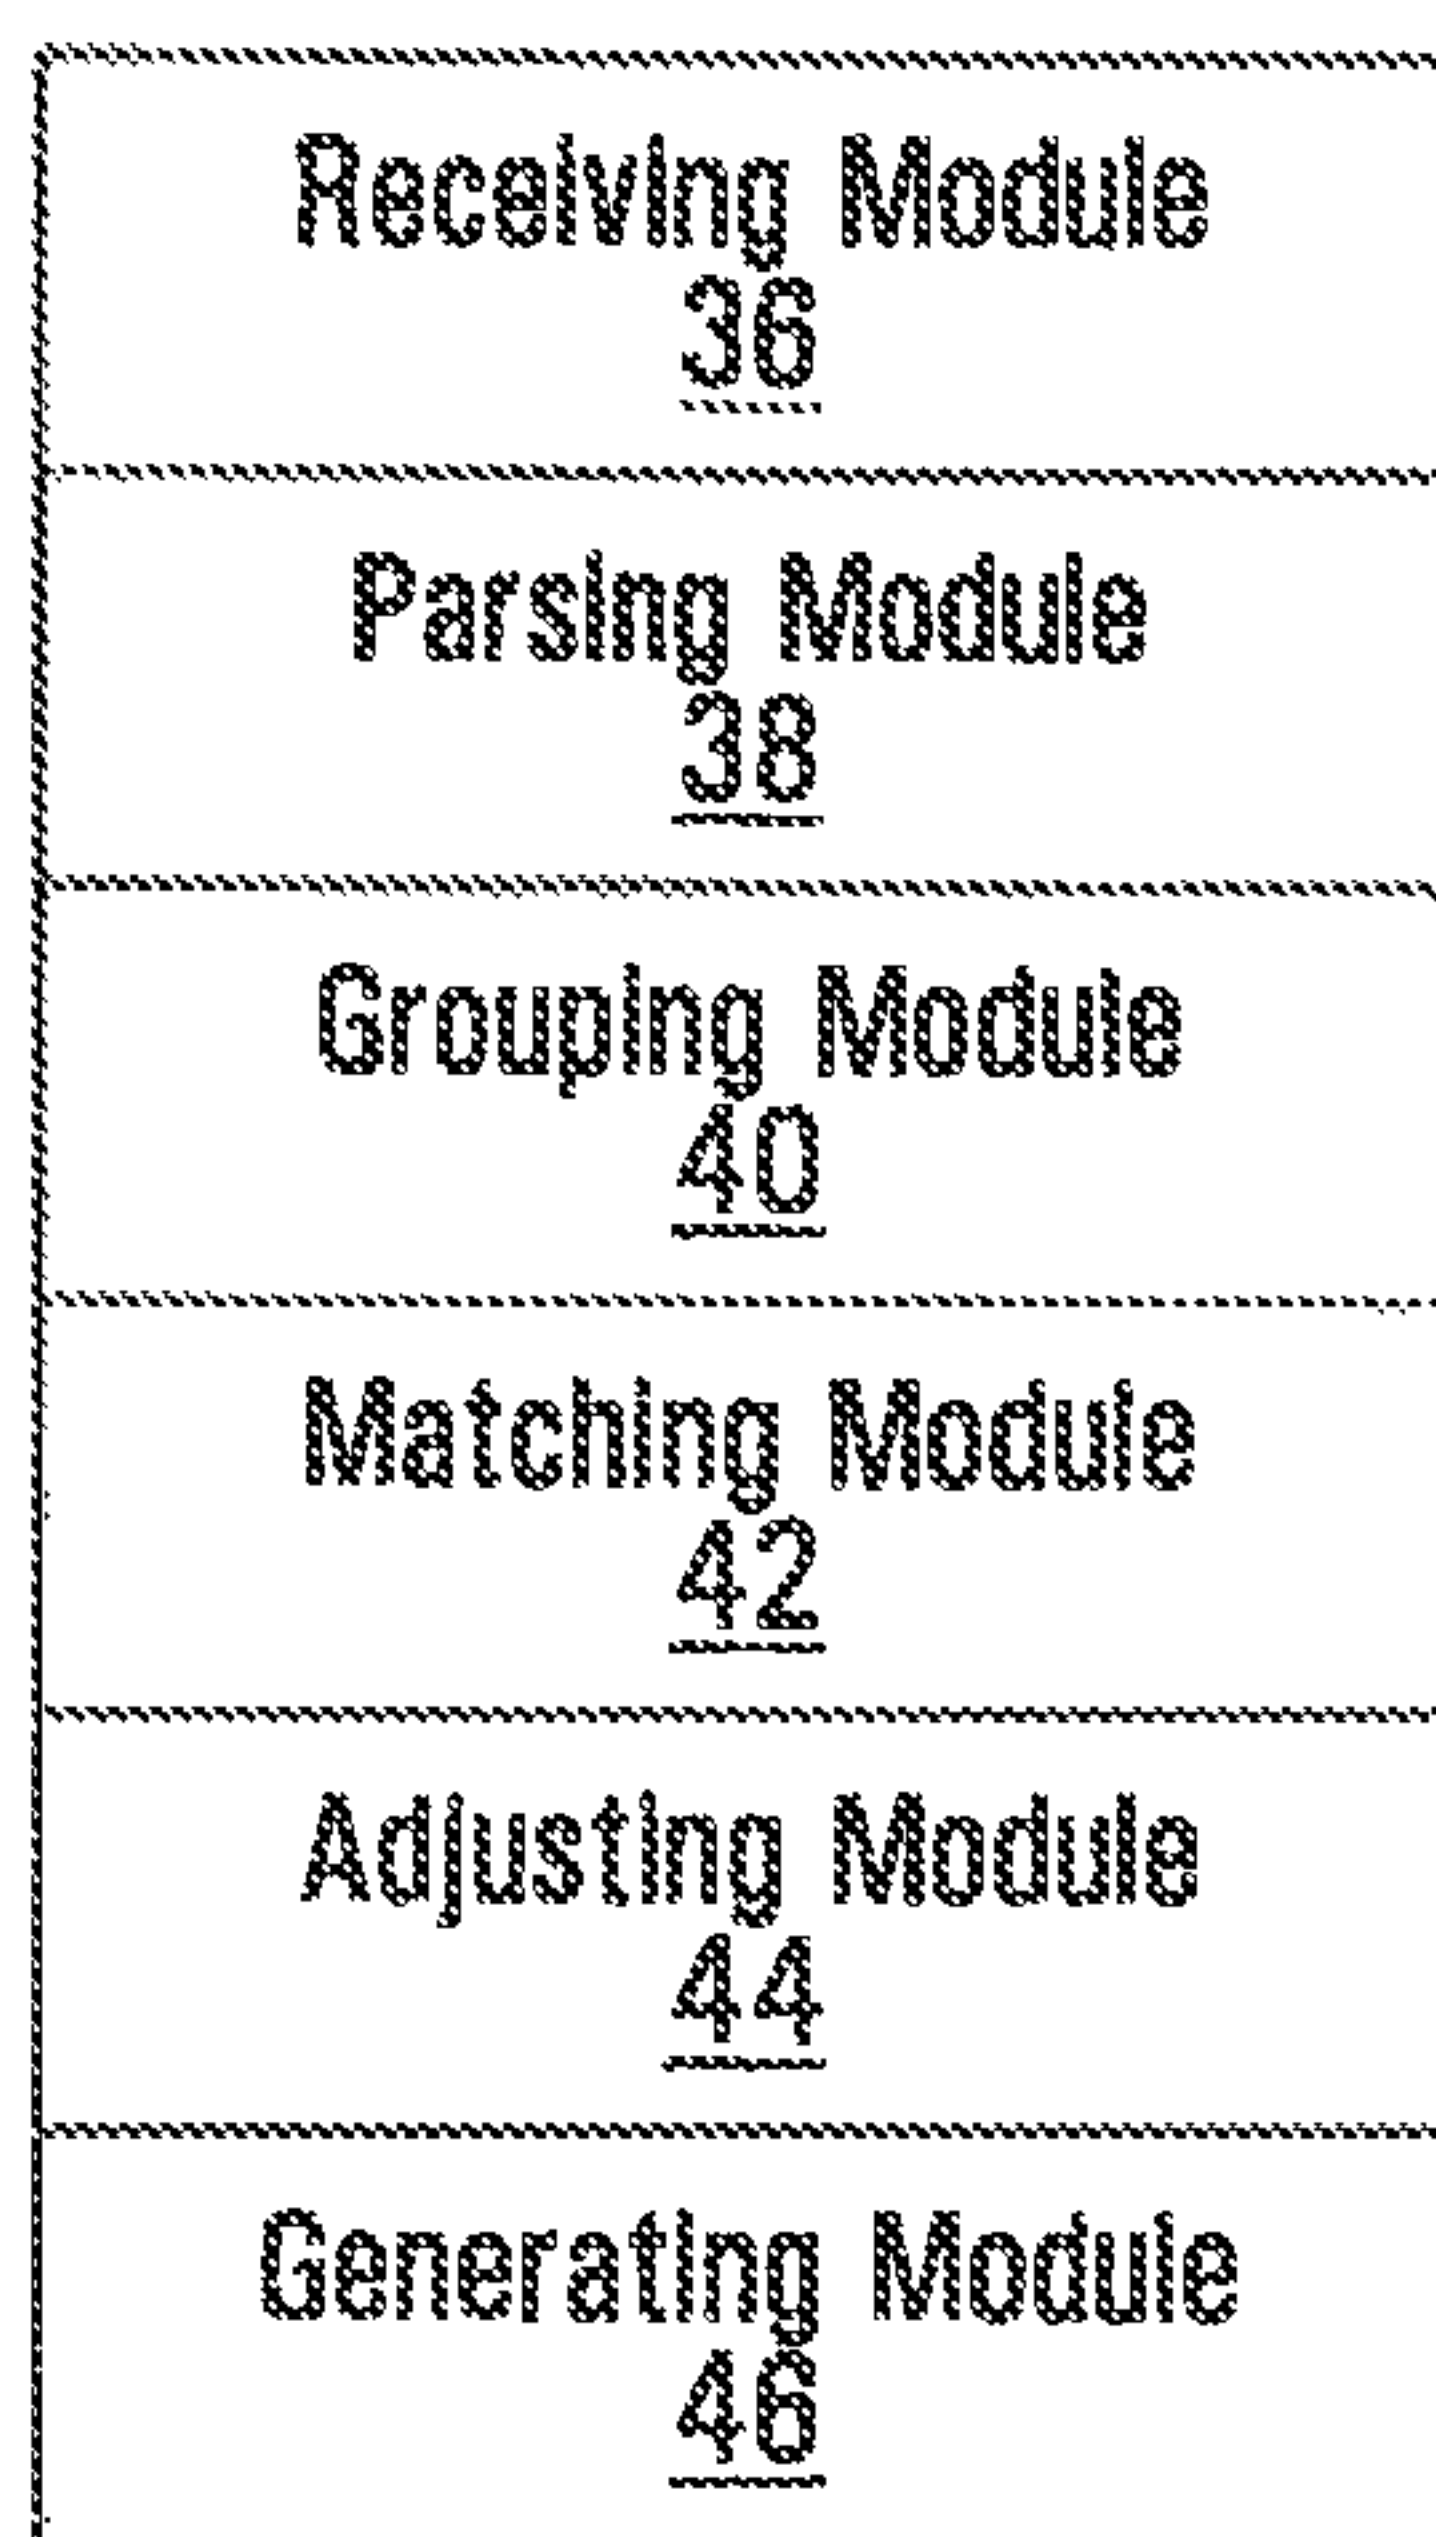 Receiving Module
36
Parsing Module
38
Grouping Module
40
Matching Module
42
Adjusting Module
44
Generating Module
46